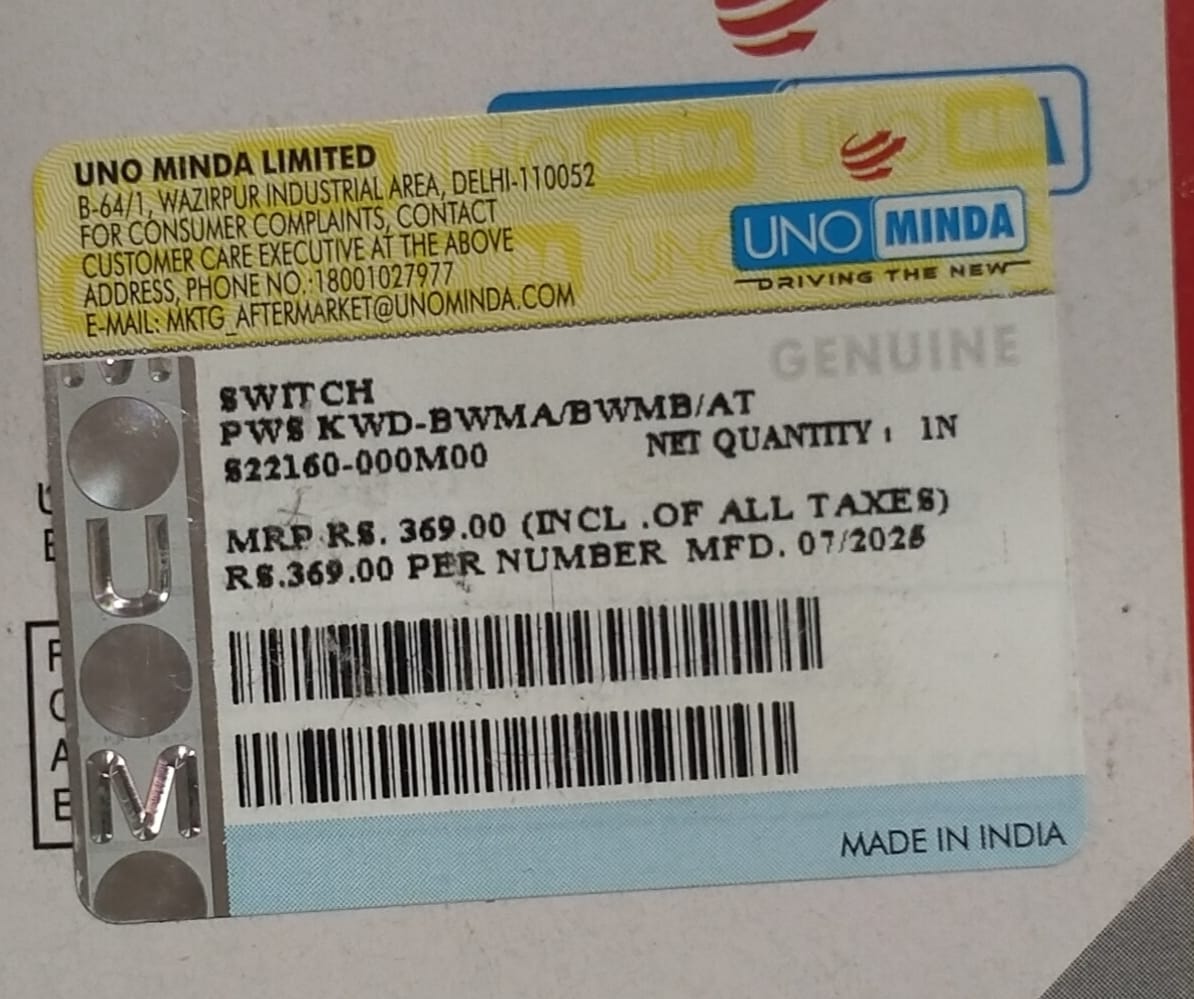 UNO MINDA LIMITED
B-64/1, WAZIRPUR INDUSTRIAL AREA, DELHI-110052
FOR CONSUMER COMPLAINTS, CONTACT
CUSTOMER CARE EXECUTIVE AT THE ABOVE
ADDRESS, PHONE NO.:18001027977
E-MAIL: MKTG_AFTERMARKET@UNOMINDA.COM
UNO MINDA
DRIVING THE NEW
GENUINE
SWITCH
PWS KWD-BWMA/BWMB/AT
S22160-000M00 NET QUANTITY : 1N
MRP RS. 369.00 (INCL .OF ALL TAXES)
RS.369.00 PER NUMBER MFD. 07/2025
U
M
MADE IN INDIA